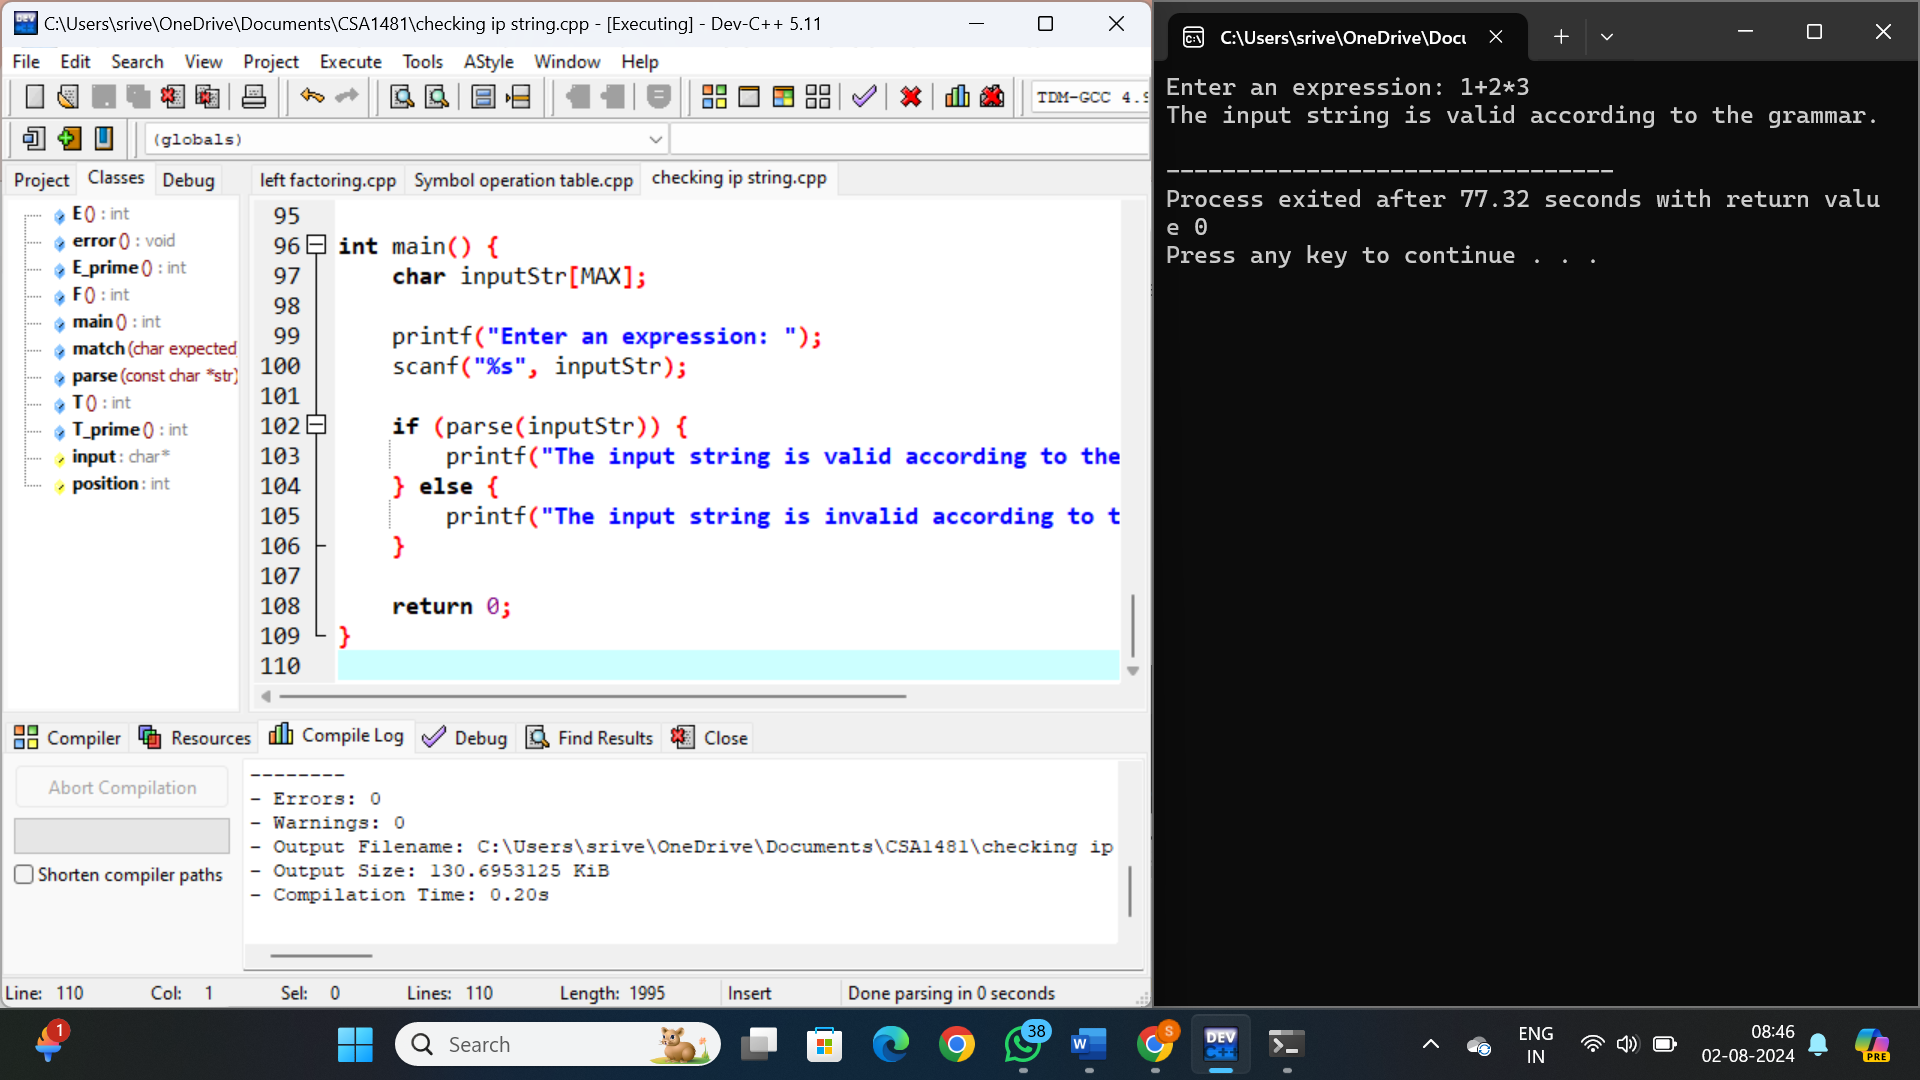 C:\Users\srive\OneDrive\Documents\CSA1481\checking ip string.cpp - [Executing] - Dev-C++ 5.11
File Edit Search View Project Execute Tools AStyle Window Help
TDM-GCC 4.9
(globals)
Project Classes Debug
left factoring.cpp Symbol operation table.cpp checking ip string.cpp
E() : int
error() : void
E_prime() : int
F() : int
main() : int
match (char expected
parse (const char *str)
T() : int
T_prime() : int
input : char*
position : int
95
96 int main() {
97 char inputStr[MAX];
98
99 printf("Enter an expression: ");
100 scanf("%s", inputStr);
101
102 if (parse(inputStr)) {
103 printf("The input string is valid according to the
104 } else {
105 printf("The input string is invalid according to t
106 }
107
108 return 0;
109 }
110
Compiler Resources Compile Log Debug Find Results Close
Abort Compilation
Shorten compiler paths
--------
- Errors: 0
- Warnings: 0
- Output Filename: C:\Users\srive\OneDrive\Documents\CSA1481\checking ip
- Output Size: 130.6953125 KiB
- Compilation Time: 0.20s
Line: 110 Col: 1 Sel: 0 Lines: 110 Length: 1995 Insert Done parsing in 0 seconds
C:\Users\srive\OneDrive\Docu
Enter an expression: 1+2*3
The input string is valid according to the grammar.
--------------------------------
Process exited after 77.32 seconds with return valu
e 0
Press any key to continue . . .
1
Search
38
S
DEV
C++
ENG
IN
08:46
02-08-2024
PRE